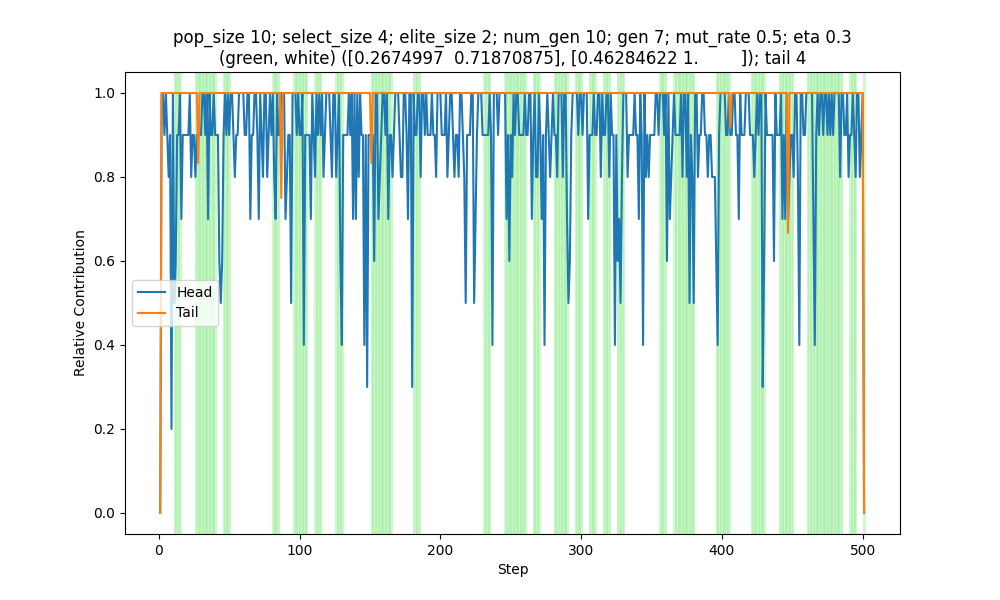 pop_size 10; select_size 4; elite_size 2; num_gen 10; gen 7; mut_rate 0.5; eta 0.3
(green, white) ([0.2674997  0.71870875], [0.46284622 1.        ]); tail 4
1.0
0.8
0.6
0.4
0.2
0.0
Relative Contribution
Head
Tail
0
100
200
300
400
500
Step